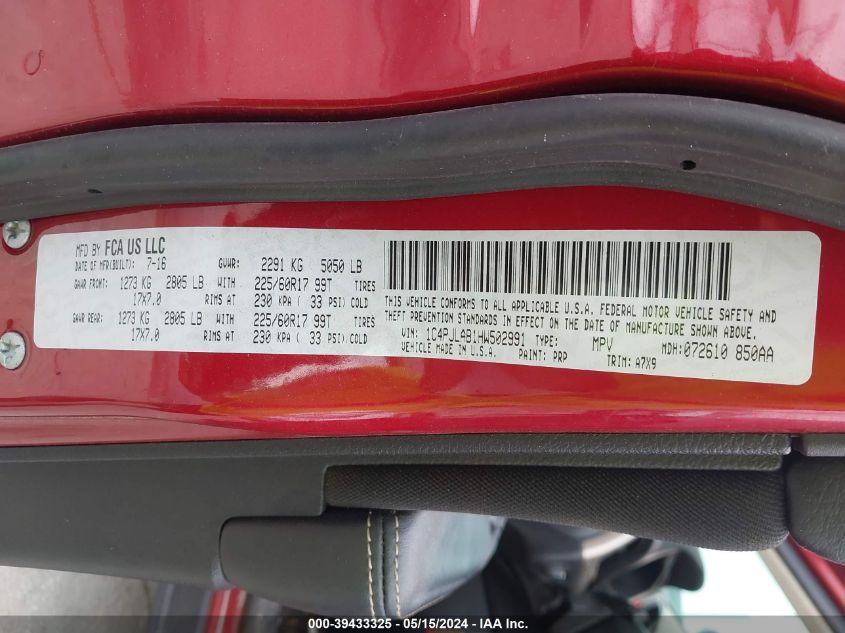 MFD BY FCA US LLC
DATE OF MFR(BUILT): 7-16 GVWR: 2291 KG 5050 LB
GAWR FRONT: 1273 KG 2805 LB WITH 225/60R17 99T TIRES
17X7.0 RIMS AT 230 KPA ( 33 PSI) COLD
GAWR REAR: 1273 KG 2805 LB WITH 225/60R17 99T TIRES
17X7.0 RIMS AT 230 KPA ( 33 PSI) COLD
THIS VEHICLE CONFORMS TO ALL APPLICABLE U.S.A. FEDERAL MOTOR VEHICLE SAFETY AND
THEFT PREVENTION STANDARDS IN EFFECT ON THE DATE OF MANUFACTURE SHOWN ABOVE.
VIN: 1C4PJLAB1HW502991 TYPE: MPV MDH: 072610 850AA
VEHICLE MADE IN U.S.A. PAINT: PRP TRIM: A7X9
000-39433325 - 05/15/2024 - IAA Inc.